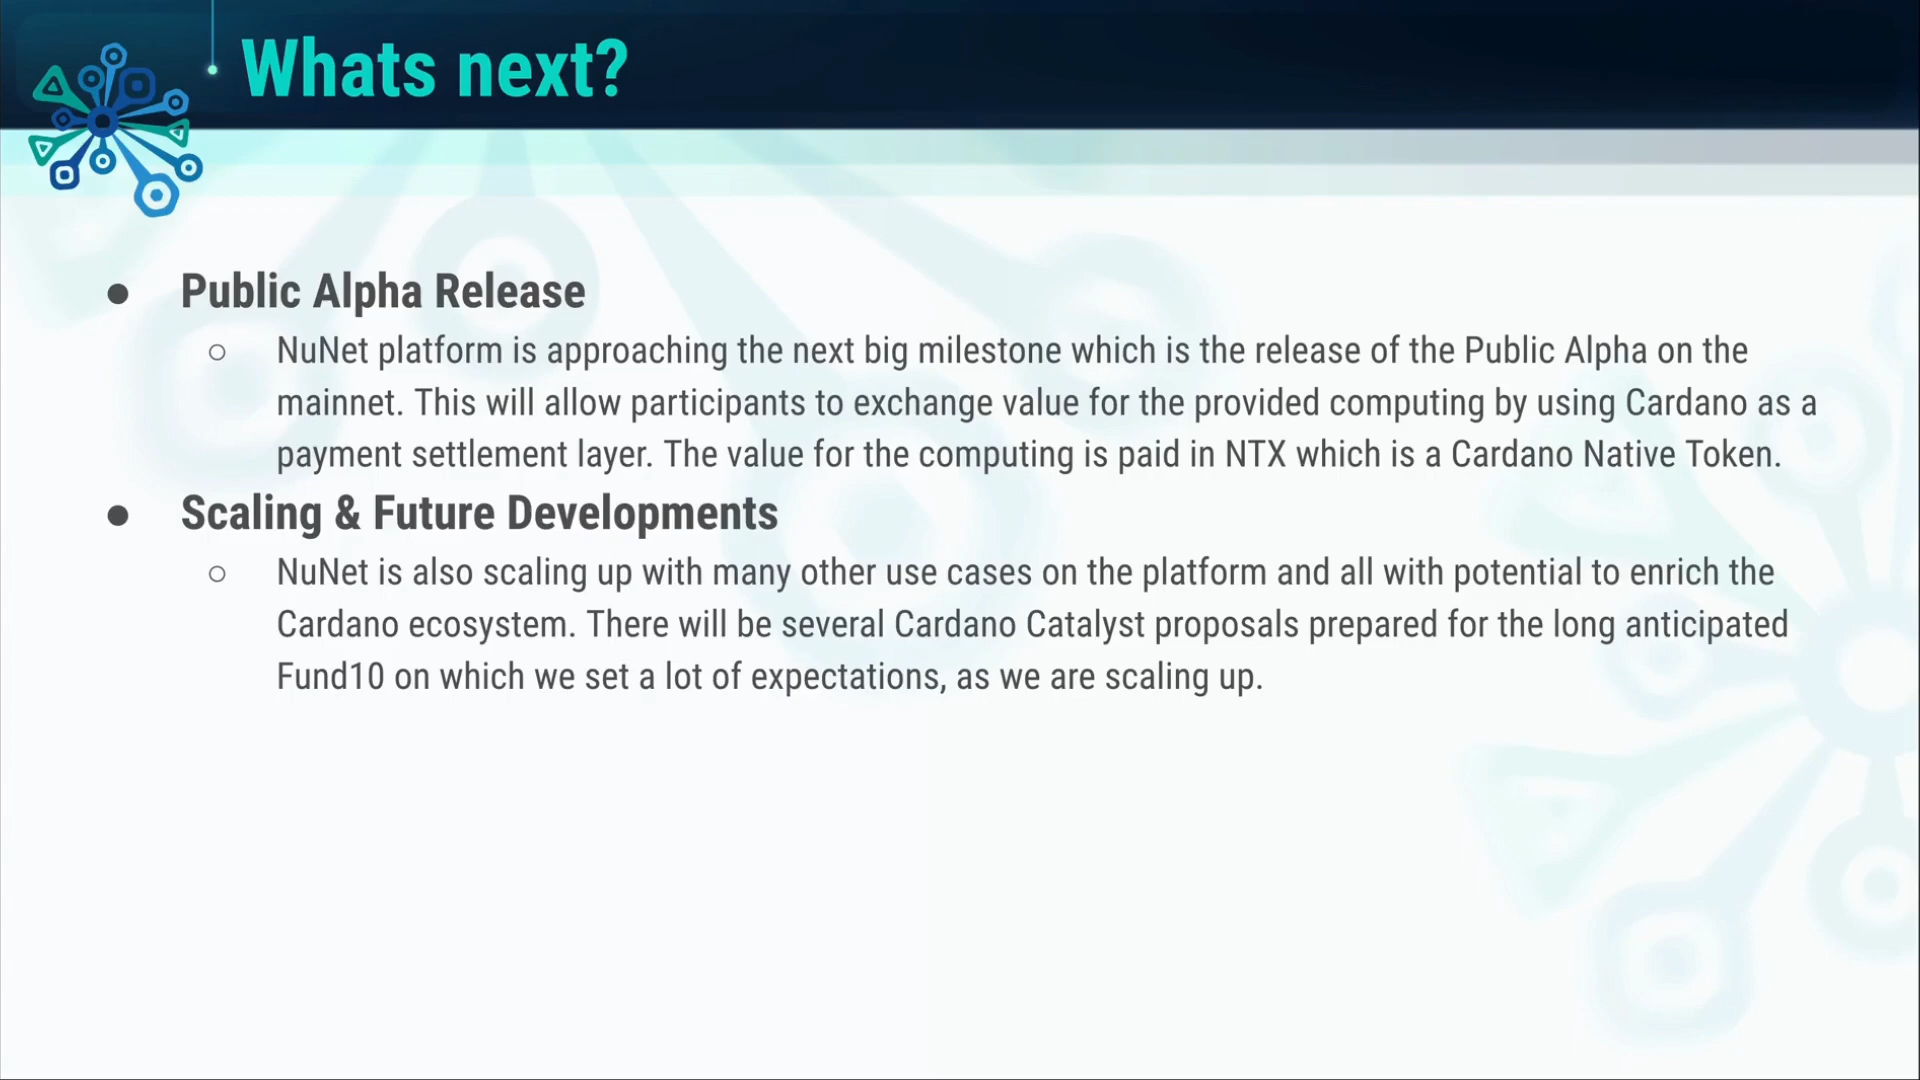 Whats next?
● Public Alpha Release
○ NuNet platform is approaching the next big milestone which is the release of the Public Alpha on the
mainnet. This will allow participants to exchange value for the provided computing by using Cardano as a
payment settlement layer. The value for the computing is paid in NTX which is a Cardano Native Token.
● Scaling & Future Developments
○ NuNet is also scaling up with many other use cases on the platform and all with potential to enrich the
Cardano ecosystem. There will be several Cardano Catalyst proposals prepared for the long anticipated
Fund10 on which we set a lot of expectations, as we are scaling up.